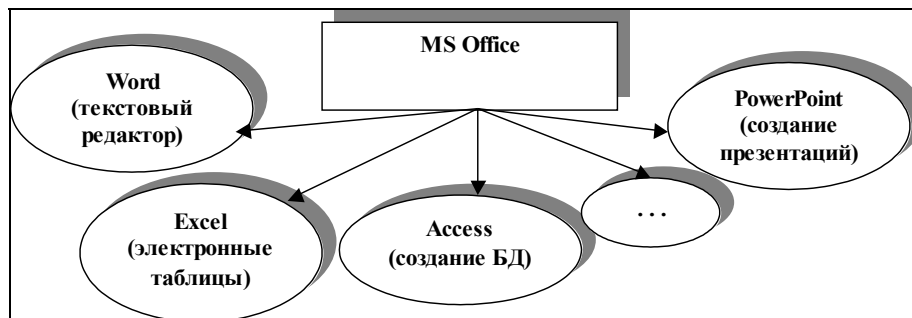 MS Office
Word
(текстовый
редактор)
PowerPoint
(создание
презентаций)
Excel
(электронные
таблицы)
Access
(создание БД)
...